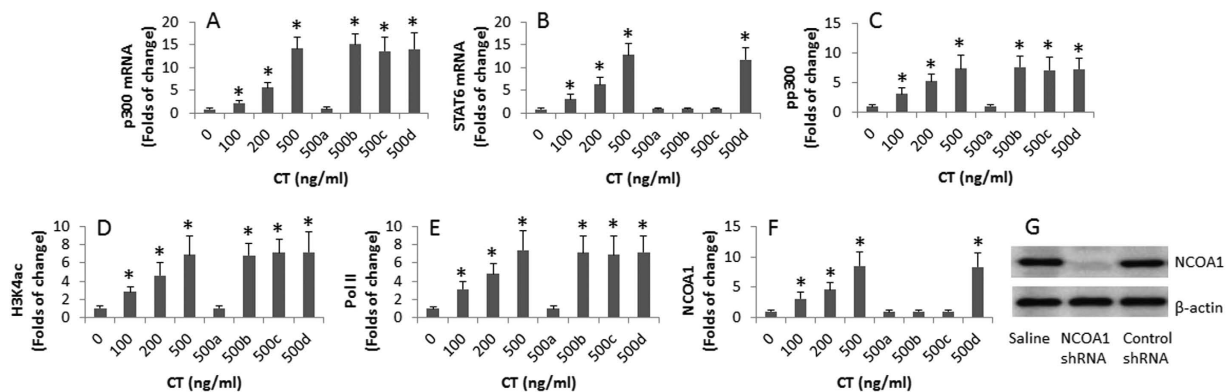 A
p300 mRNA
(Folds of change)
20
15
10
5
0
* * * * * *
0 100 200 500 500a 500b 500c 500d
CT (ng/ml)
B
STAT6 mRNA
(Folds of change)
20
15
10
5
0
* * * *
0 100 200 500 500a 500b 500c 500d
CT (ng/ml)
C
pp300
(Folds of change)
20
15
10
5
0
* * * * * *
0 100 200 500 500a 500b 500c 500d
CT (ng/ml)
D
H3K4ac
(Folds of change)
10
8
6
4
2
0
* * * * * *
0 100 200 500 500a 500b 500c 500d
CT (ng/ml)
E
Pol II
(Folds of change)
10
8
6
4
2
0
* * * * * *
0 100 200 500 500a 500b 500c 500d
CT (ng/ml)
F
NCOA1
(Folds of change)
15
10
5
0
* * * *
0 100 200 500 500a 500b 500c 500d
CT (ng/ml)
G
NCOA1
β-actin
Saline NCOA1 Control
shRNA shRNA